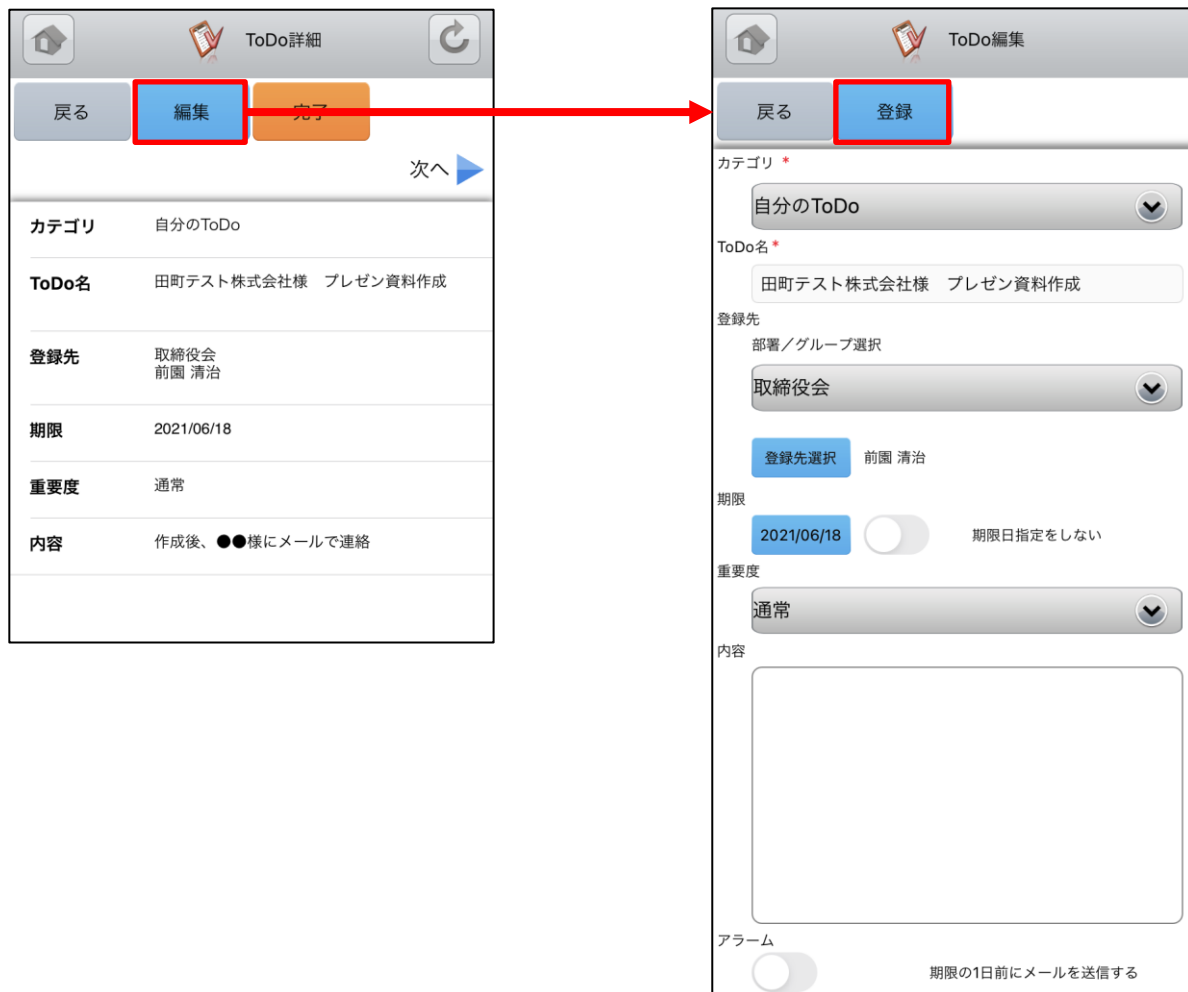 ToDo詳細
戻る
編集
完了
次へ
カテゴリ
自分のToDo
ToDo名
田町テスト株式会社様　プレゼン資料作成
登録先
取締役会
前園 清治
期限
2021/06/18
重要度
通常
内容
作成後、●●様にメールで連絡
ToDo編集
戻る
登録
カテゴリ *
自分のToDo
ToDo名*
田町テスト株式会社様　プレゼン資料作成
登録先
部署／グループ選択
取締役会
登録先選択
前園 清治
期限
2021/06/18
期限日指定をしない
重要度
通常
内容
アラーム
期限の1日前にメールを送信する